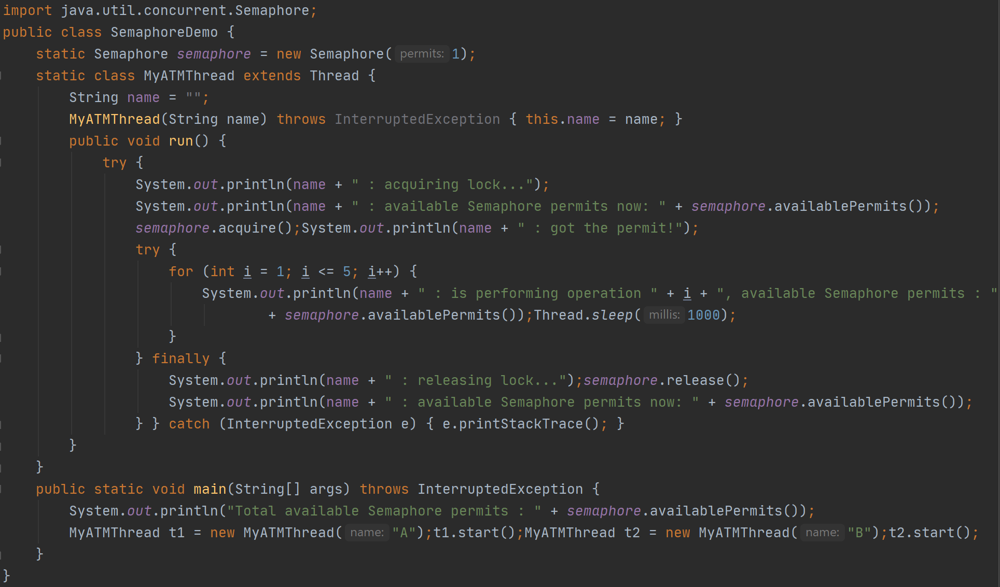 import java.util.concurrent.Semaphore;
public class SemaphoreDemo {
    static Semaphore semaphore = new Semaphore( permits: 1);
    static class MyATMThread extends Thread {
        String name = "";
        MyATMThread(String name) throws InterruptedException { this.name = name; }
        public void run() {
            try {
                System.out.println(name + " : acquiring lock...");
                System.out.println(name + " : available Semaphore permits now: " + semaphore.availablePermits());
                semaphore.acquire();System.out.println(name + " : got the permit!");
                try {
                    for (int i = 1; i <= 5; i++) {
                        System.out.println(name + " : is performing operation " + i + ", available Semaphore permits : "
                                + semaphore.availablePermits());Thread.sleep( millis: 1000);
                    }
                } finally {
                    System.out.println(name + " : releasing lock...");semaphore.release();
                    System.out.println(name + " : available Semaphore permits now: " + semaphore.availablePermits());
                } } catch (InterruptedException e) { e.printStackTrace(); }
        }
    }
    public static void main(String[] args) throws InterruptedException {
        System.out.println("Total available Semaphore permits : " + semaphore.availablePermits());
        MyATMThread t1 = new MyATMThread( name: "A");t1.start();MyATMThread t2 = new MyATMThread( name: "B");t2.start();
    }
}